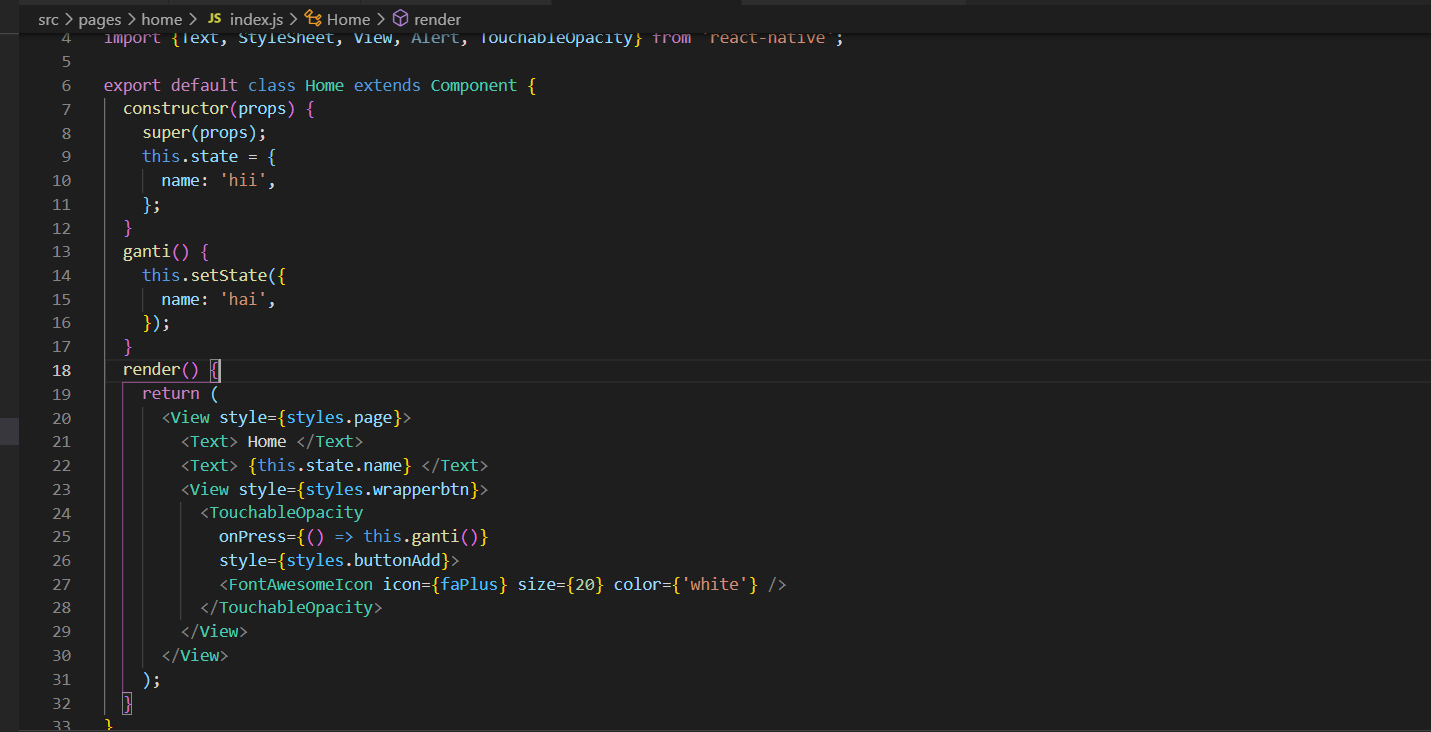 src > pages > home > JS index.js > Home > render
4 import {Text, StyleSheet, View, Alert, TouchableOpacity} from 'react-native';
5
6 export default class Home extends Component {
7 constructor(props) {
8 super(props);
9 this.state = {
10 name: 'hii',
11 };
12 }
13 ganti() {
14 this.setState({
15 name: 'hai',
16 });
17 }
18 render() {
19 return (
20 <View style={styles.page}>
21 <Text> Home </Text>
22 <Text> {this.state.name} </Text>
23 <View style={styles.wrapperbtn}>
24 <TouchableOpacity
25 onPress={() => this.ganti()}
26 style={styles.buttonAdd}>
27 <FontAwesomeIcon icon={faPlus} size={20} color={'white'} />
28 </TouchableOpacity>
29 </View>
30 </View>
31 );
32 }
33 }